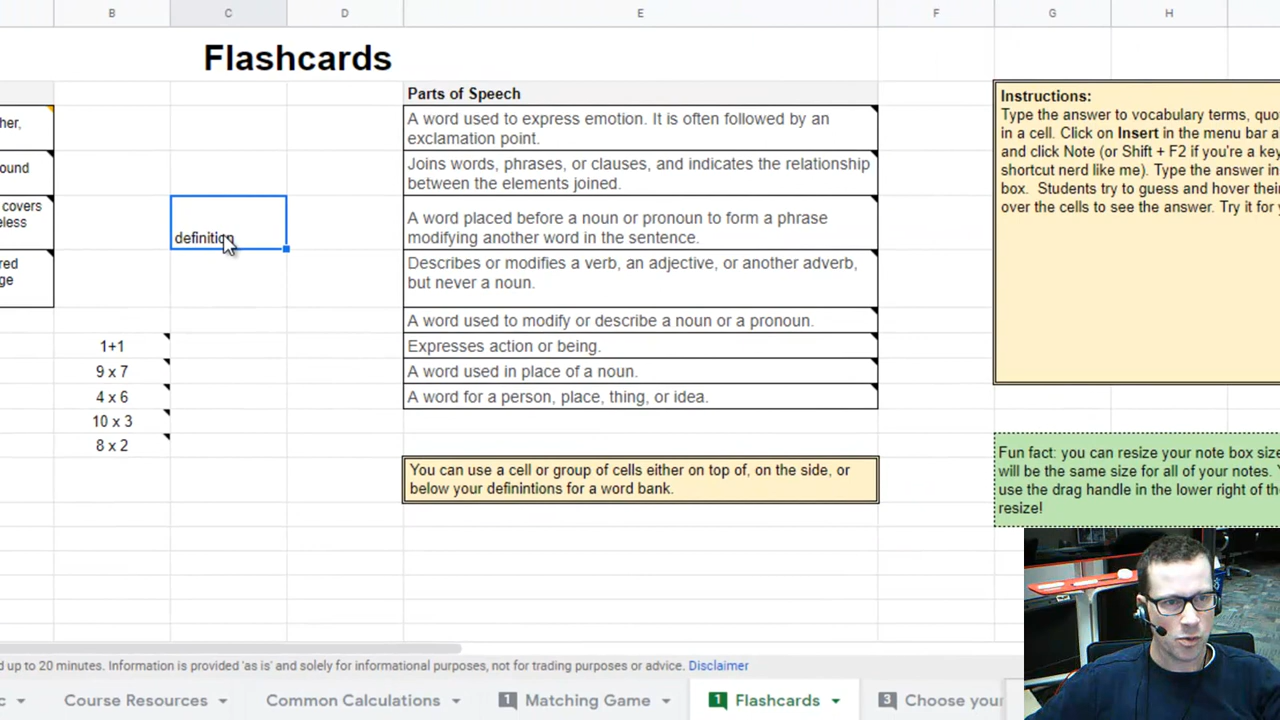 B C D E F G H
Flashcards
Parts of Speech
her,
A word used to express emotion. It is often followed by an
exclamation point.
ound
Joins words, phrases, or clauses, and indicates the relationship
between the elements joined.
covers
eless
definition
A word placed before a noun or pronoun to form a phrase
modifying another word in the sentence.
red
ge
Describes or modifies a verb, an adjective, or another adverb,
but never a noun.
A word used to modify or describe a noun or a pronoun.
1+1
Expresses action or being.
9 x 7
A word used in place of a noun.
4 x 6
A word for a person, place, thing, or idea.
10 x 3
8 x 2
You can use a cell or group of cells either on top of, on the side, or
below your definintions for a word bank.
Instructions:
Type the answer to vocabulary terms, quo
in a cell. Click on Insert in the menu bar a
and click Note (or Shift + F2 if you're a key
shortcut nerd like me). Type the answer in
box. Students try to guess and hover thei
over the cells to see the answer. Try it for y
Fun fact: you can resize your note box size
will be the same size for all of your notes. Y
use the drag handle in the lower right of the
resize!
d up to 20 minutes. Information is provided 'as is' and solely for informational purposes, not for trading purposes or advice. Disclaimer
c Course Resources Common Calculations 1 Matching Game 1 Flashcards 3 Choose your